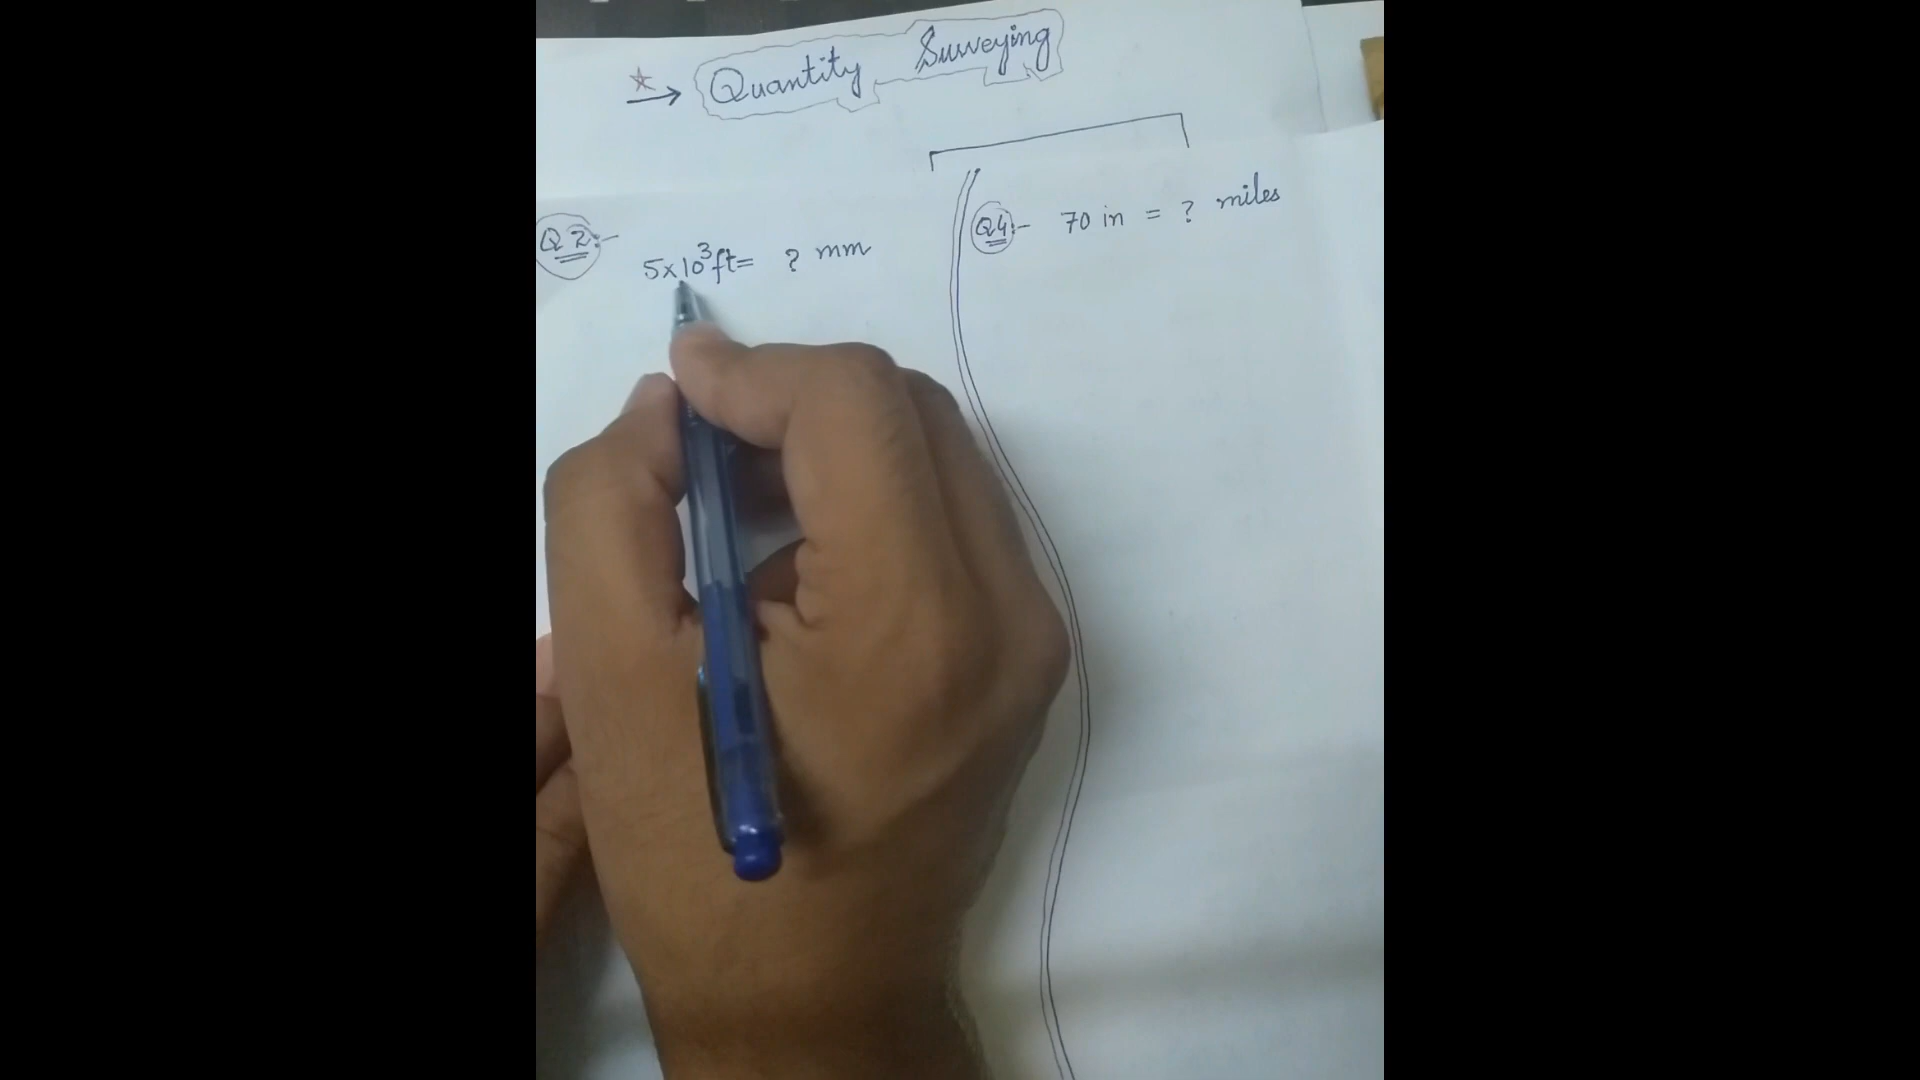 Quantity Surveying
Q2:- 5x10³ft= ? mm
Q4:- 70 in = ? miles